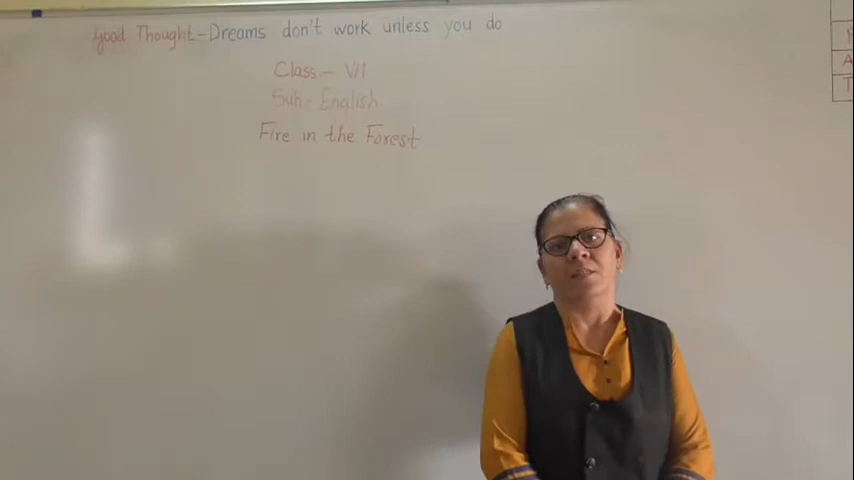 Good Thought-Dreams don't work unless you do
Class - VII
Sub - English
Fire in the Forest
A
T